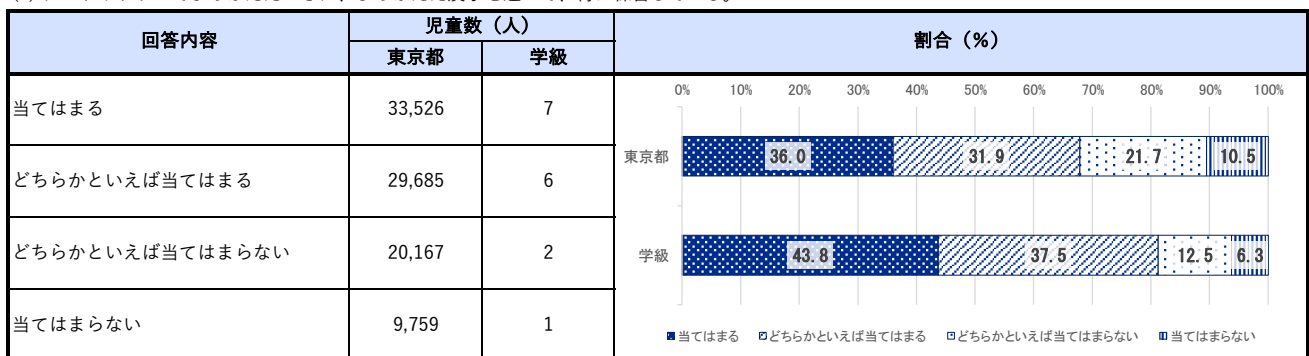 回答内容 児童数（人） 割合（%）
東京都 学級
0% 10% 20% 30% 40% 50% 60% 70% 80% 90% 100%
当てはまる 33,526 7
東京都 36.0 31.9 21.7 10.5
どちらかといえば当てはまる 29,685 6
どちらかといえば当てはまらない 20,167 2
学級 43.8 37.5 12.5 6.3
当てはまらない 9,759 1
当てはまる どちらかといえば当てはまる どちらかといえば当てはまらない 当てはまらない